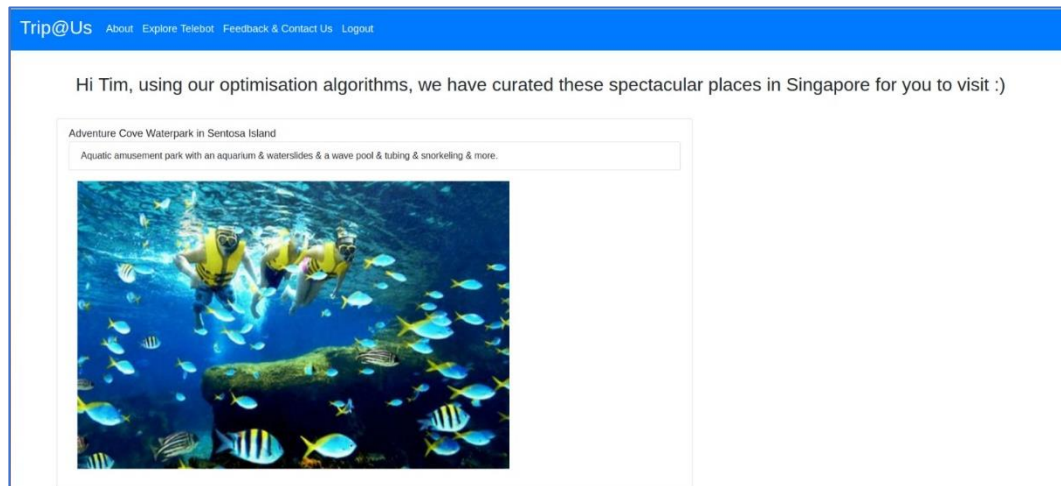 Trip@Us About Explore Telebot Feedback & Contact Us Logout
Hi Tim, using our optimisation algorithms, we have curated these spectacular places in Singapore for you to visit :)
Adventure Cove Waterpark in Sentosa Island
Aquatic amusement park with an aquarium & waterslides & a wave pool & tubing & snorkeling & more.